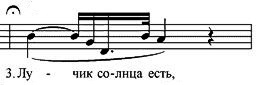 3. Лу - чик со-лнца есть,